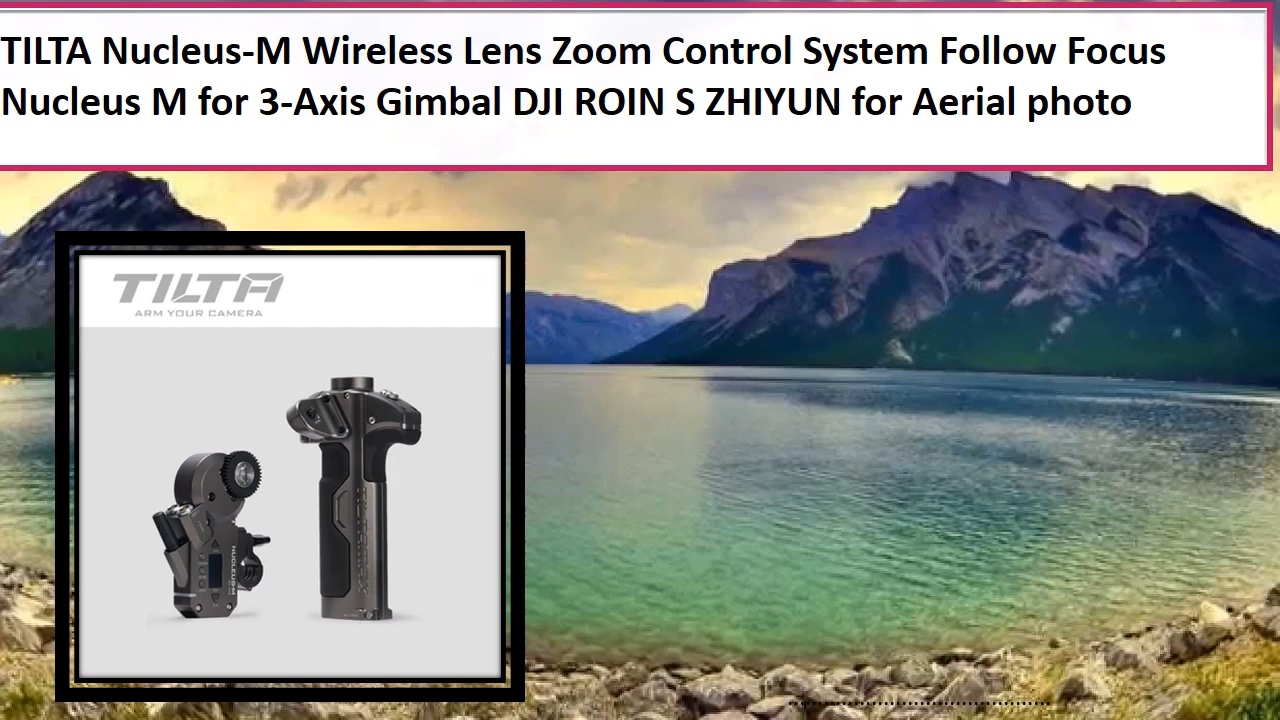 TILTA Nucleus-M Wireless Lens Zoom Control System Follow Focus
Nucleus M for 3-Axis Gimbal DJI ROIN S ZHIYUN for Aerial photo
TILTA
ARM YOUR CAMERA
NUCLEUS-M